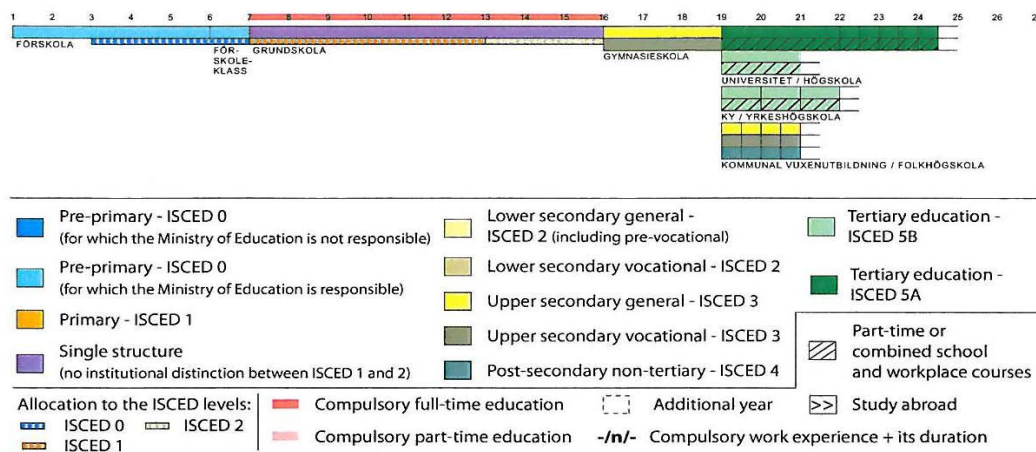 1 2 3 4 5 6 7 8 9 10 11 12 13 14 15 16 17 18 19 20 21 22 23 24 25 26 2
FÖRSKOLA
FÖR-
SKOLE-
KLASS
GRUNDSKOLA
GYMNASIESKOLA
UNIVERSITET / HÖGSKOLA
KY / YRKESHÖGSKOLA
KOMMUNAL VUXENUTBILDNING / FOLKHÖGSKOLA
Pre-primary - ISCED 0
(for which the Ministry of Education is not responsible)
Pre-primary - ISCED 0
(for which the Ministry of Education is responsible)
Primary - ISCED 1
Single structure
(no institutional distinction between ISCED 1 and 2)
Lower secondary general -
ISCED 2 (including pre-vocational)
Lower secondary vocational - ISCED 2
Upper secondary general - ISCED 3
Upper secondary vocational - ISCED 3
Post-secondary non-tertiary - ISCED 4
Tertiary education -
ISCED 5B
Tertiary education -
ISCED 5A
Part-time or
combined school
and workplace courses
Allocation to the ISCED levels:
ISCED 0 ISCED 2
ISCED 1
Compulsory full-time education
Compulsory part-time education
Additional year
-/n/- Compulsory work experience + its duration
>> Study abroad